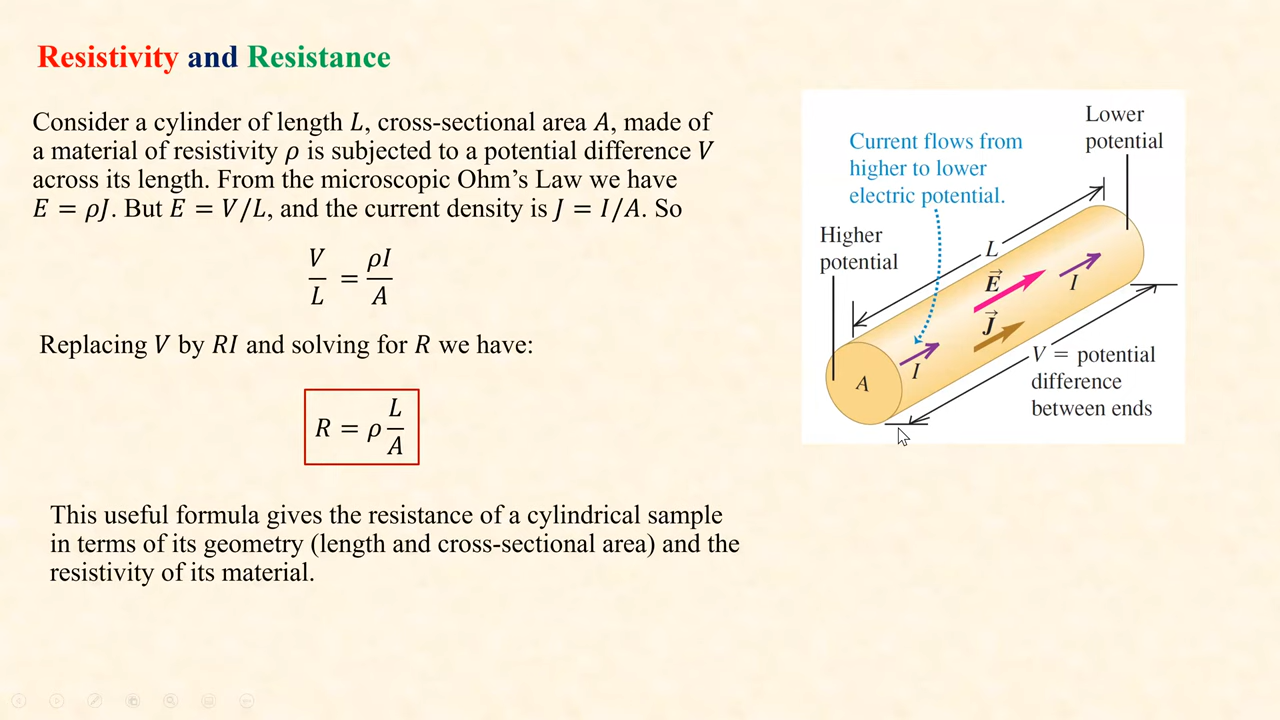 Resistivity and Resistance
Consider a cylinder of length L, cross-sectional area A, made of
a material of resistivity ρ is subjected to a potential difference V
across its length. From the microscopic Ohm’s Law we have
E = ρJ. But E = V/L, and the current density is J = I/A. So
V/L = ρI/A
Replacing V by RI and solving for R we have:
R = ρ L/A
This useful formula gives the resistance of a cylindrical sample
in terms of its geometry (length and cross-sectional area) and the
resistivity of its material.
Lower
potential
Current flows from
higher to lower
electric potential.
Higher
potential
L
E⃗
I
J⃗
I
A
V = potential
difference
between ends